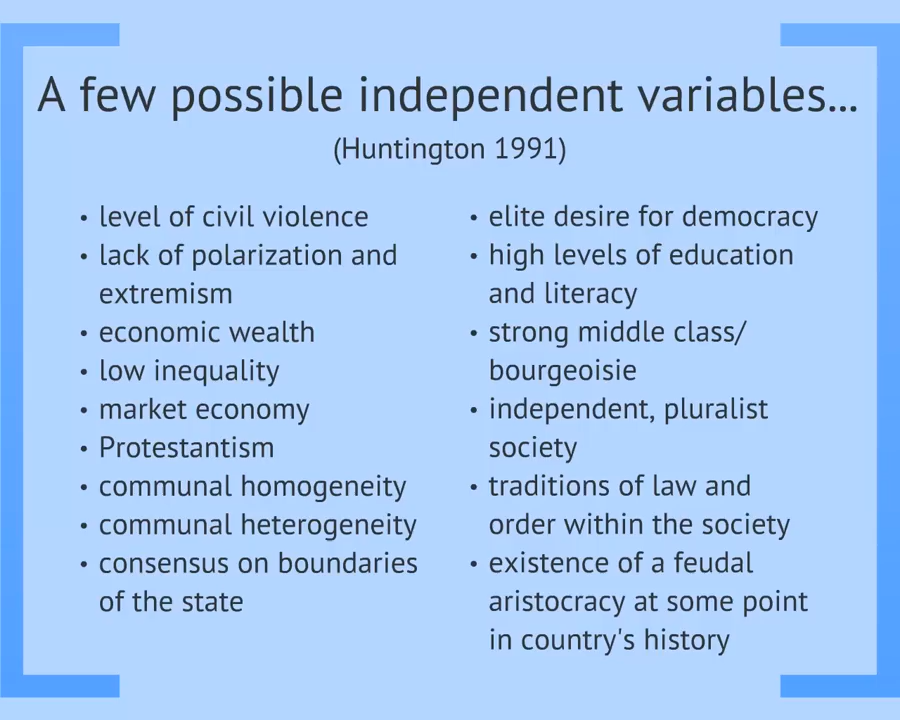 A few possible independent variables...
(Huntington 1991)
• level of civil violence
• lack of polarization and
extremism
• economic wealth
• low inequality
• market economy
• Protestantism
• communal homogeneity
• communal heterogeneity
• consensus on boundaries
of the state
• elite desire for democracy
• high levels of education
and literacy
• strong middle class/
bourgeoisie
• independent, pluralist
society
• traditions of law and
order within the society
• existence of a feudal
aristocracy at some point
in country's history